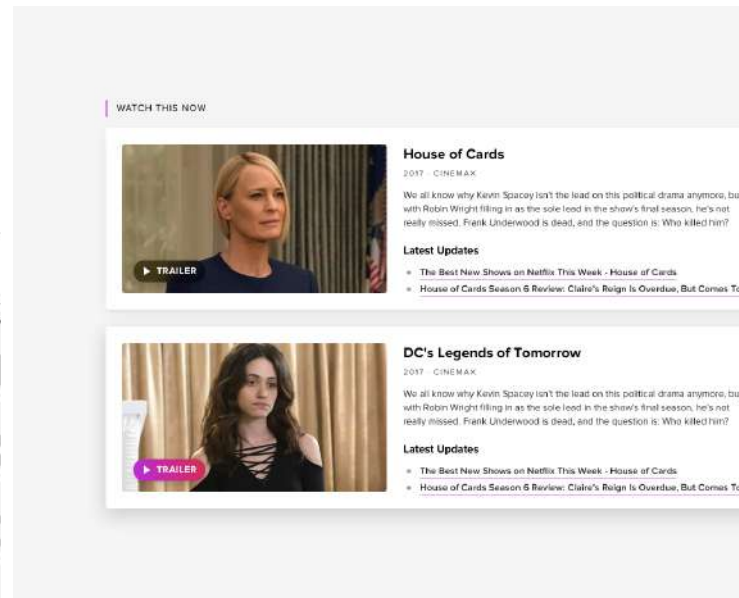 WATCH THIS NOW
House of Cards
2017 · CINEMAX
We all know why Kevin Spacey isn't the lead on this political drama anymore, bu
with Robin Wright filling in as the sole lead in the show's final season, he's not
really missed. Frank Underwood is dead, and the question is: Who killed him?
Latest Updates
The Best New Shows on Netflix This Week - House of Cards
House of Cards Season 6 Review: Claire's Reign Is Overdue, But Comes To
TRAILER
DC's Legends of Tomorrow
2017 · CINEMAX
We all know why Kevin Spacey isn't the lead on this political drama anymore, bu
with Robin Wright filling in as the sole lead in the show's final season, he's not
really missed. Frank Underwood is dead, and the question is: Who killed him?
Latest Updates
The Best New Shows on Netflix This Week - House of Cards
House of Cards Season 6 Review: Claire's Reign Is Overdue, But Comes To
TRAILER